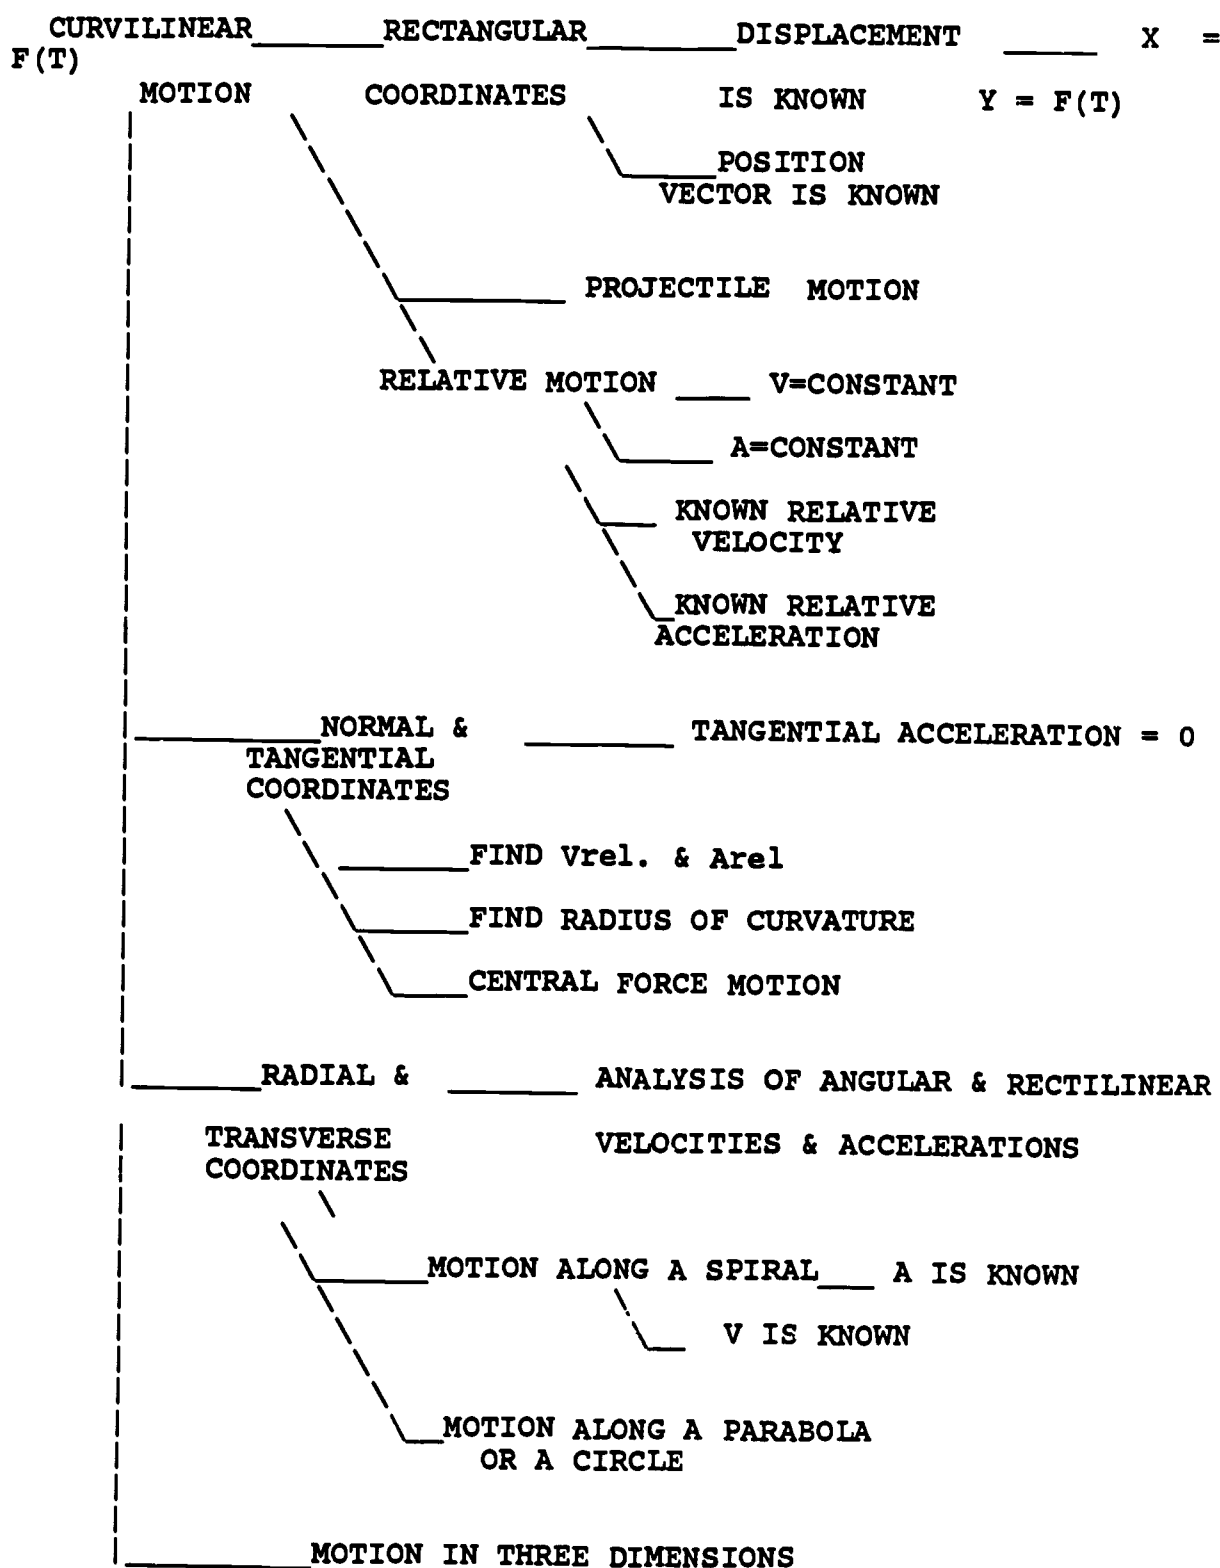 CURVILINEAR RECTANGULAR DISPLACEMENT X =
F(T)
MOTION COORDINATES IS KNOWN Y = F(T)
POSITION
VECTOR IS KNOWN
PROJECTILE MOTION
RELATIVE MOTION V=CONSTANT
A=CONSTANT
KNOWN RELATIVE
VELOCITY
KNOWN RELATIVE
ACCELERATION
NORMAL & TANGENTIAL ACCELERATION = 0
TANGENTIAL
COORDINATES
FIND Vrel. & Arel
FIND RADIUS OF CURVATURE
CENTRAL FORCE MOTION
RADIAL & ANALYSIS OF ANGULAR & RECTILINEAR
TRANSVERSE VELOCITIES & ACCELERATIONS
COORDINATES
MOTION ALONG A SPIRAL A IS KNOWN
V IS KNOWN
MOTION ALONG A PARABOLA
OR A CIRCLE
MOTION IN THREE DIMENSIONS